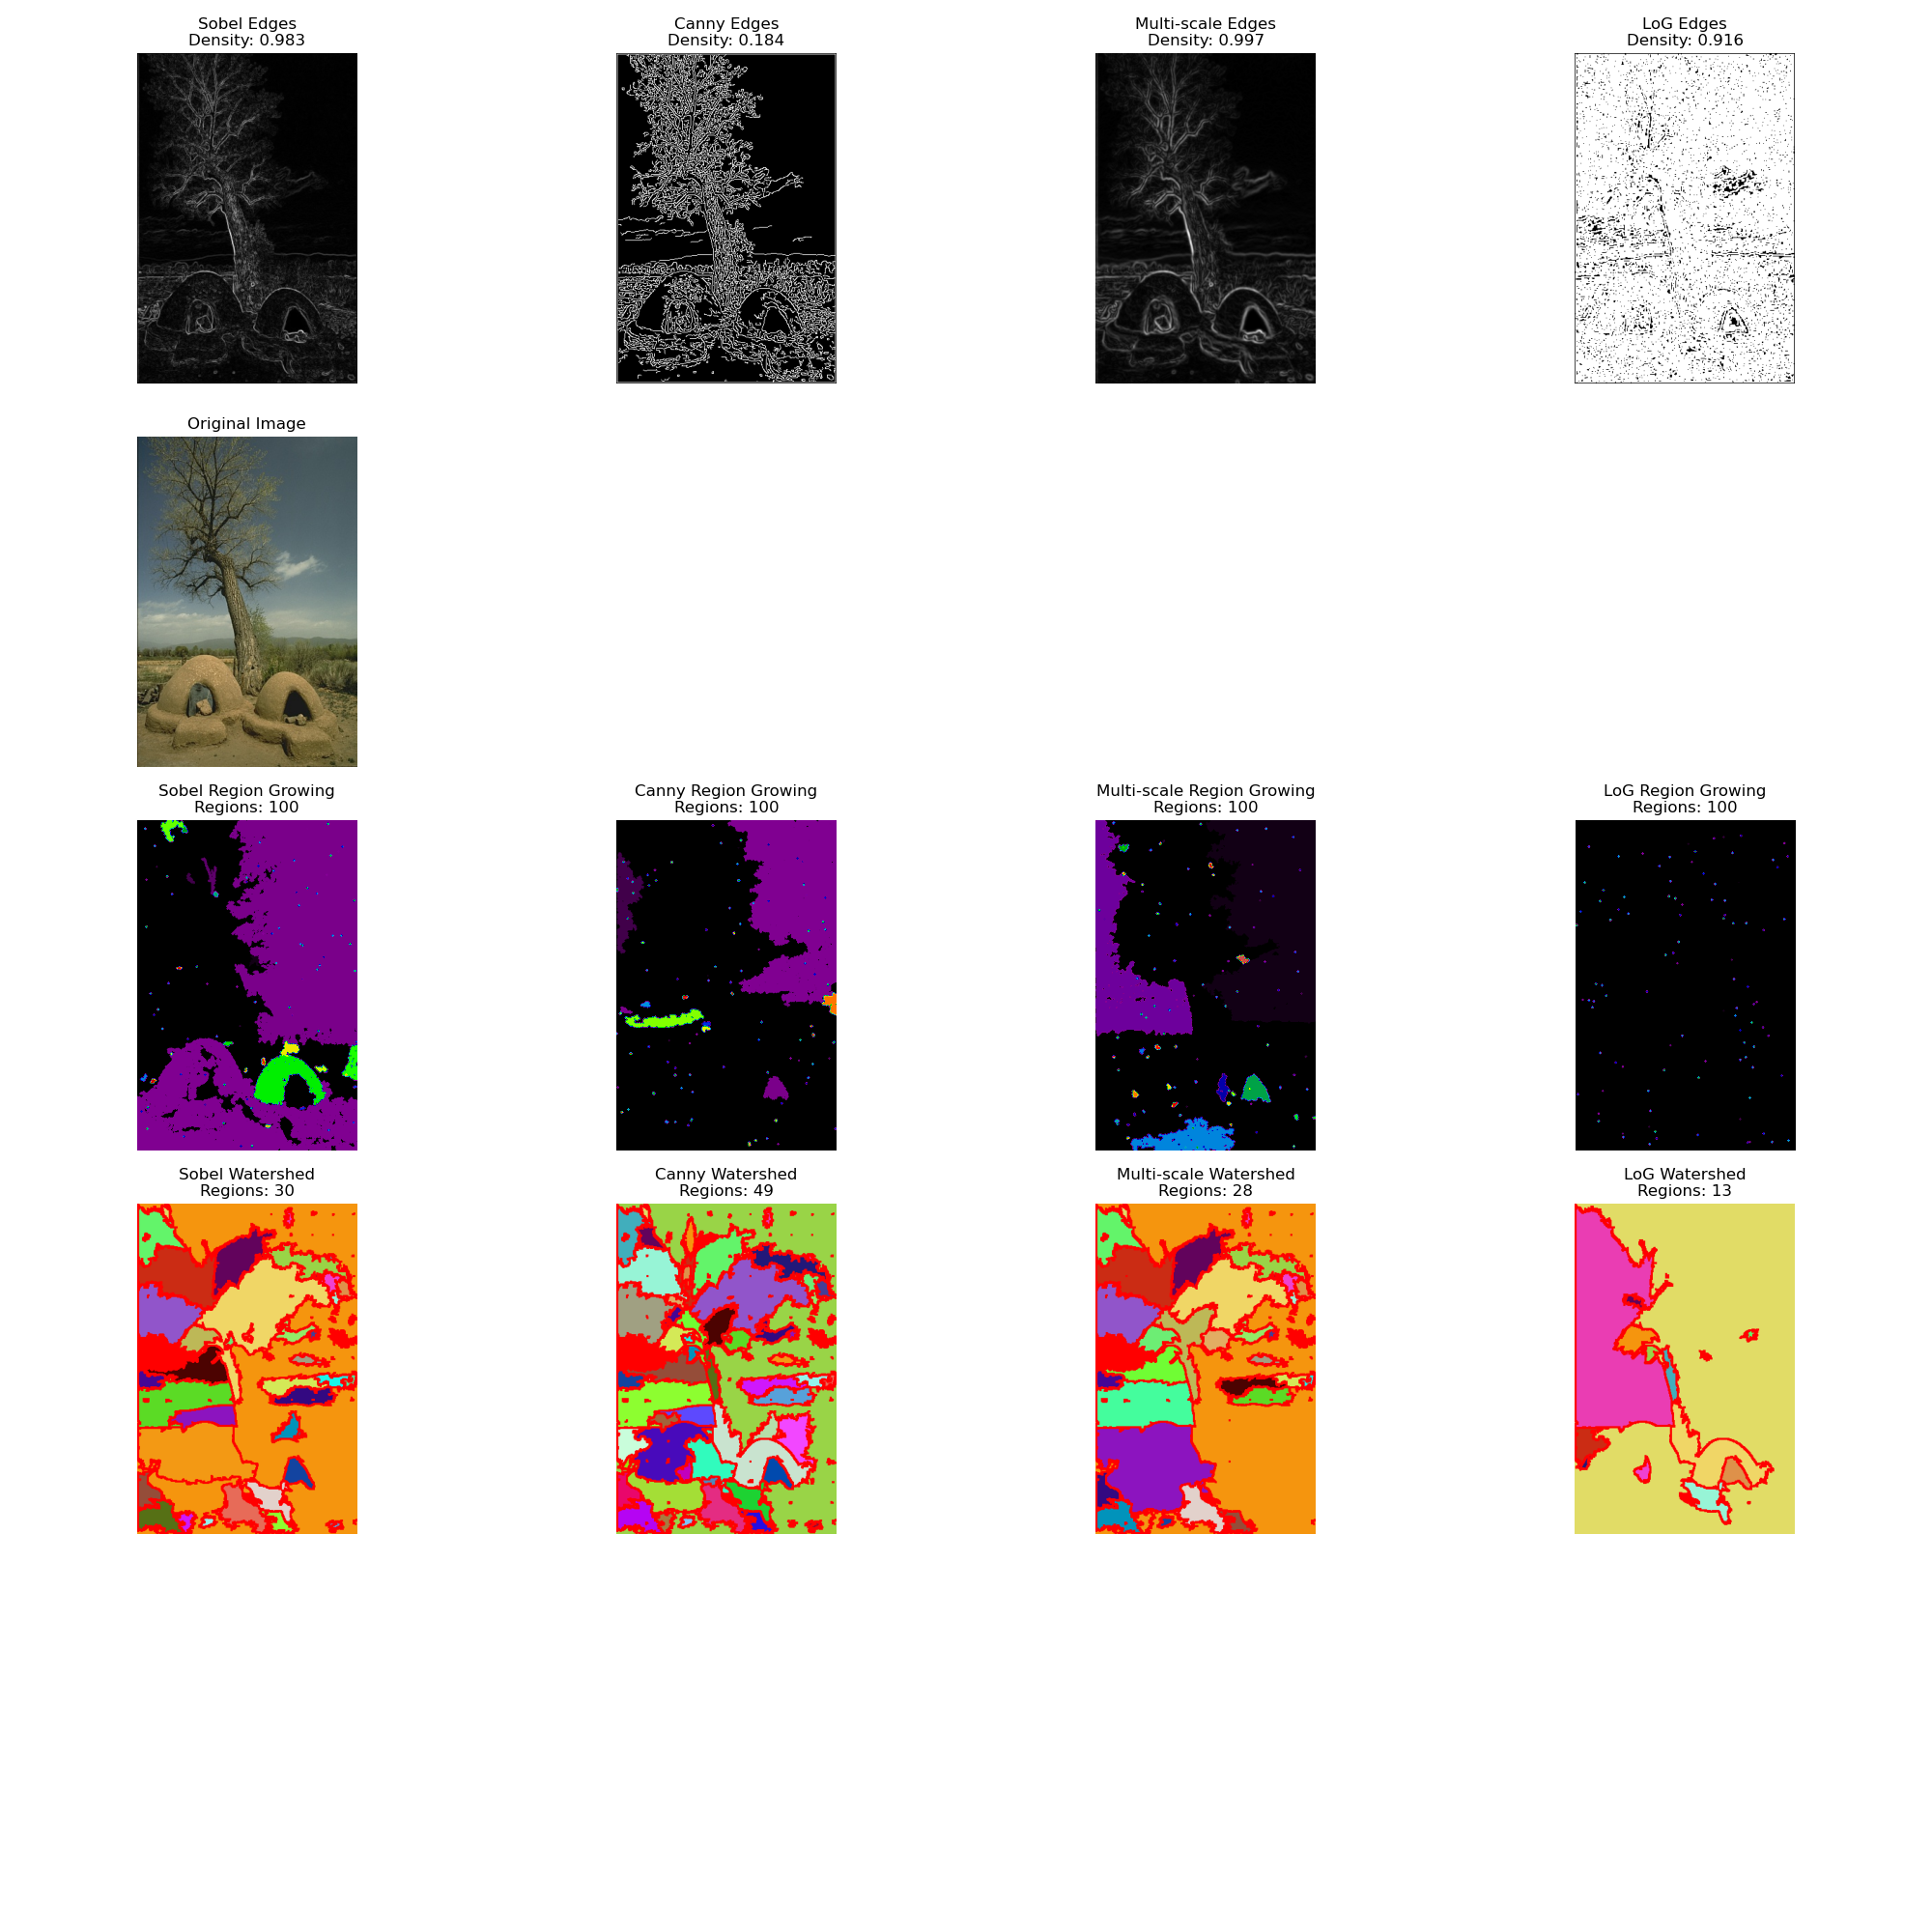 Sobel Edges
Density: 0.983
Canny Edges
Density: 0.184
Multi-scale Edges
Density: 0.997
LoG Edges
Density: 0.916
Original Image
Sobel Region Growing
Regions: 100
Canny Region Growing
Regions: 100
Multi-scale Region Growing
Regions: 100
LoG Region Growing
Regions: 100
Sobel Watershed
Regions: 30
Canny Watershed
Regions: 49
Multi-scale Watershed
Regions: 28
LoG Watershed
Regions: 13